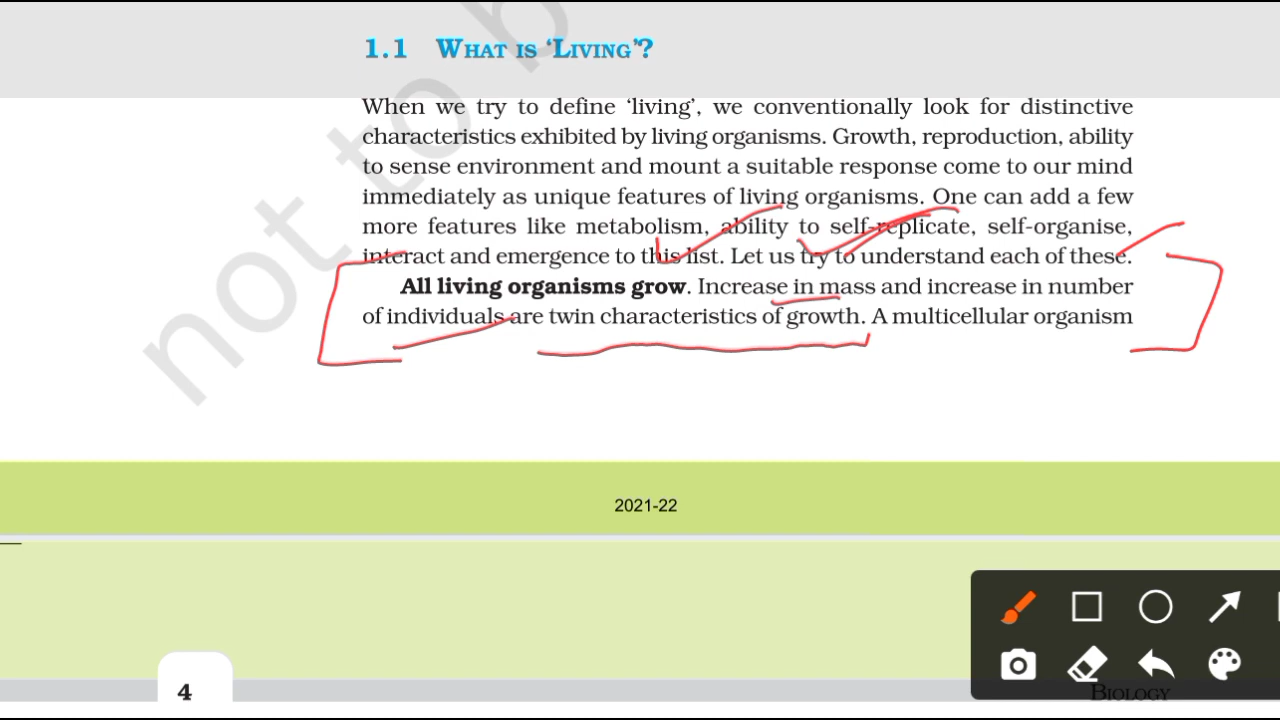 1.1 What is ‘Living’?
When we try to define ‘living’, we conventionally look for distinctive
characteristics exhibited by living organisms. Growth, reproduction, ability
to sense environment and mount a suitable response come to our mind
immediately as unique features of living organisms. One can add a few
more features like metabolism, ability to self-replicate, self-organise,
interact and emergence to this list. Let us try to understand each of these.
All living organisms grow. Increase in mass and increase in number
of individuals are twin characteristics of growth. A multicellular organism
not to b
2021-22
4
Biology